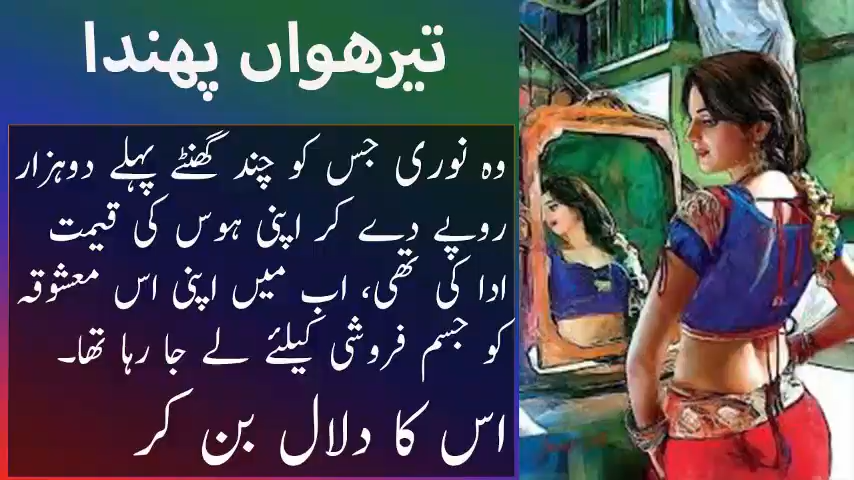 تیرھواں پھندا
وہ نوری جس کو چند گھنٹے پہلے دوہزار
روپے دے کر اپنی ہوس کی قیمت
ادا کی تھی، اب میں اپنی اس معشوقہ
کو جسم فروشی کیلئے لے جا رہا تھا۔
اس کا دلال بن کر